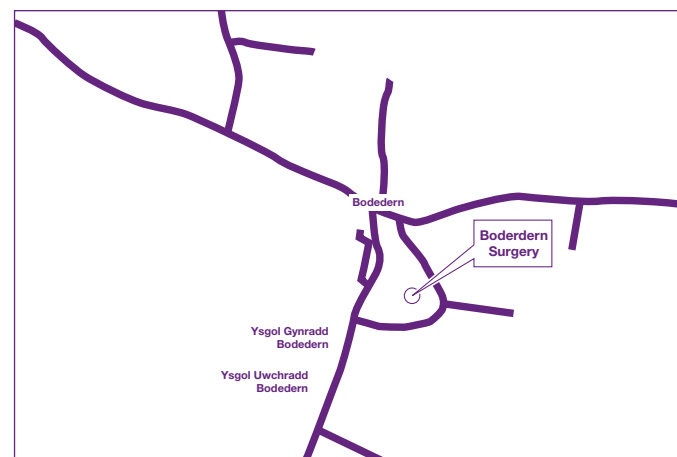 Bodedern
Boderdern
Surgery
Ysgol Gynradd
Bodedern
Ysgol Uwchradd
Bodedern